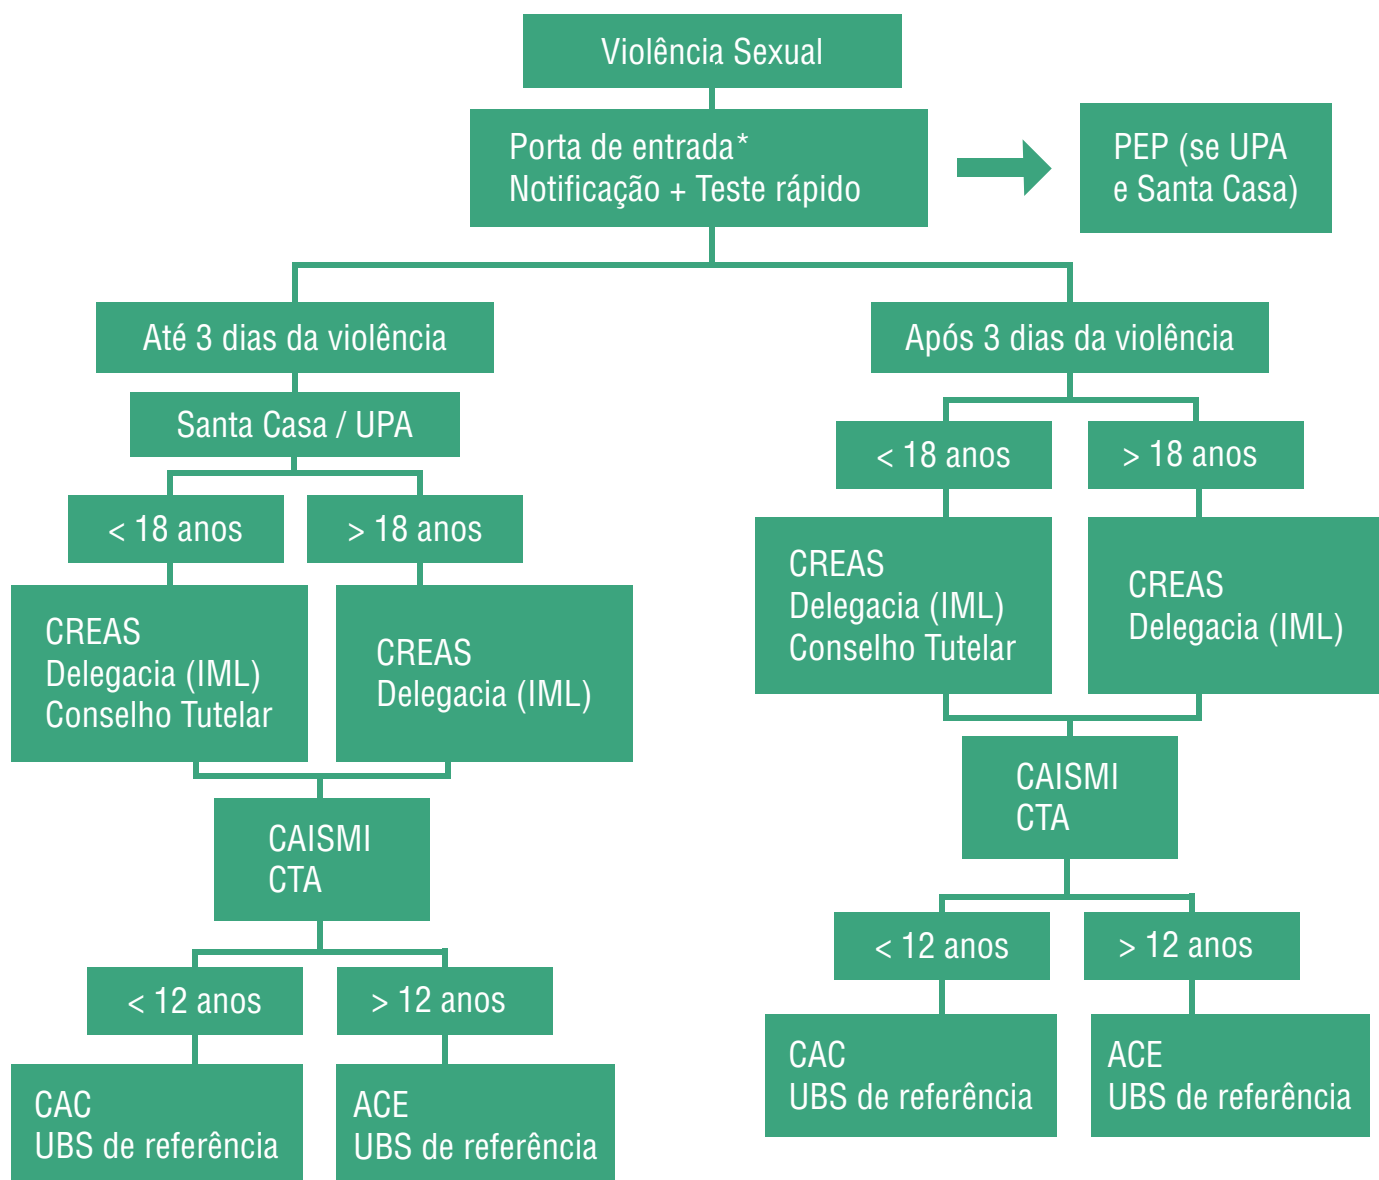 Violência Sexual
Porta de entrada*
Notificação + Teste rápido
PEP (se UPA
e Santa Casa)
Até 3 dias da violência
Santa Casa / UPA
< 18 anos
> 18 anos
CREAS
Delegacia (IML)
Conselho Tutelar
CREAS
Delegacia (IML)
CAISMI
CTA
< 12 anos
> 12 anos
CAC
UBS de referência
ACE
UBS de referência
Após 3 dias da violência
< 18 anos
> 18 anos
CREAS
Delegacia (IML)
Conselho Tutelar
CREAS
Delegacia (IML)
CAISMI
CTA
< 12 anos
> 12 anos
CAC
UBS de referência
ACE
UBS de referência